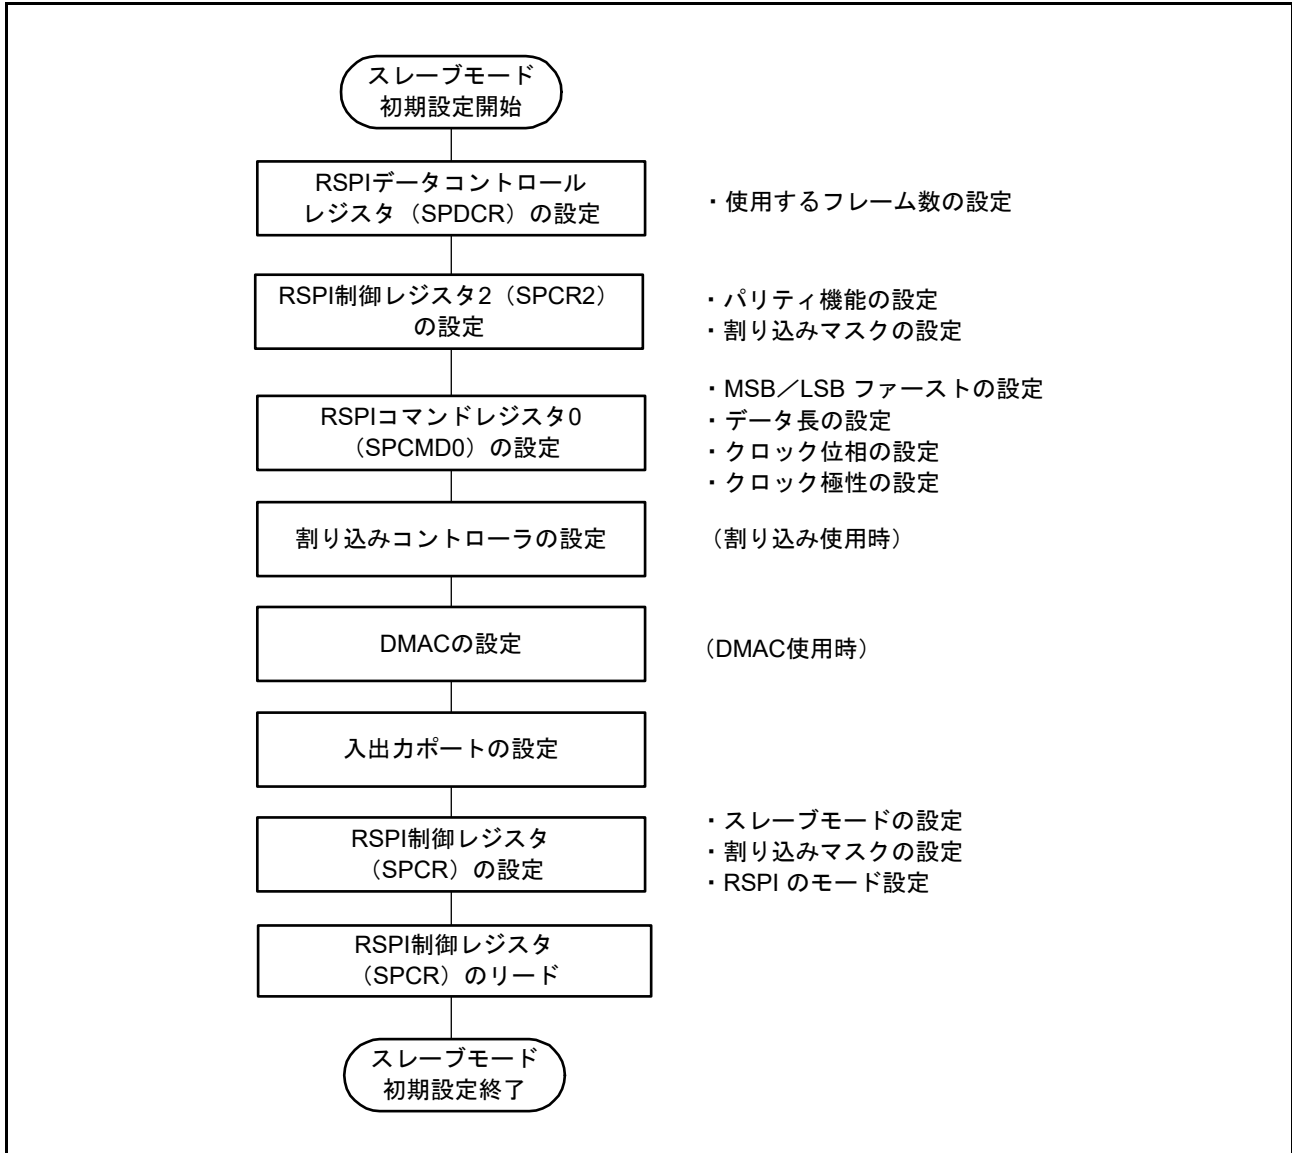 スレーブモード
初期設定開始
RSPIデータコントロール
レジスタ（SPDCR）の設定
・使用するフレーム数の設定
RSPI制御レジスタ2（SPCR2）
の設定
・パリティ機能の設定
・割り込みマスクの設定
RSPIコマンドレジスタ0
（SPCMD0）の設定
・MSB／LSB ファーストの設定
・データ長の設定
・クロック位相の設定
・クロック極性の設定
割り込みコントローラの設定
（割り込み使用時）
DMACの設定
（DMAC使用時）
入出力ポートの設定
RSPI制御レジスタ
（SPCR）の設定
・スレーブモードの設定
・割り込みマスクの設定
・RSPI のモード設定
RSPI制御レジスタ
（SPCR）のリード
スレーブモード
初期設定終了